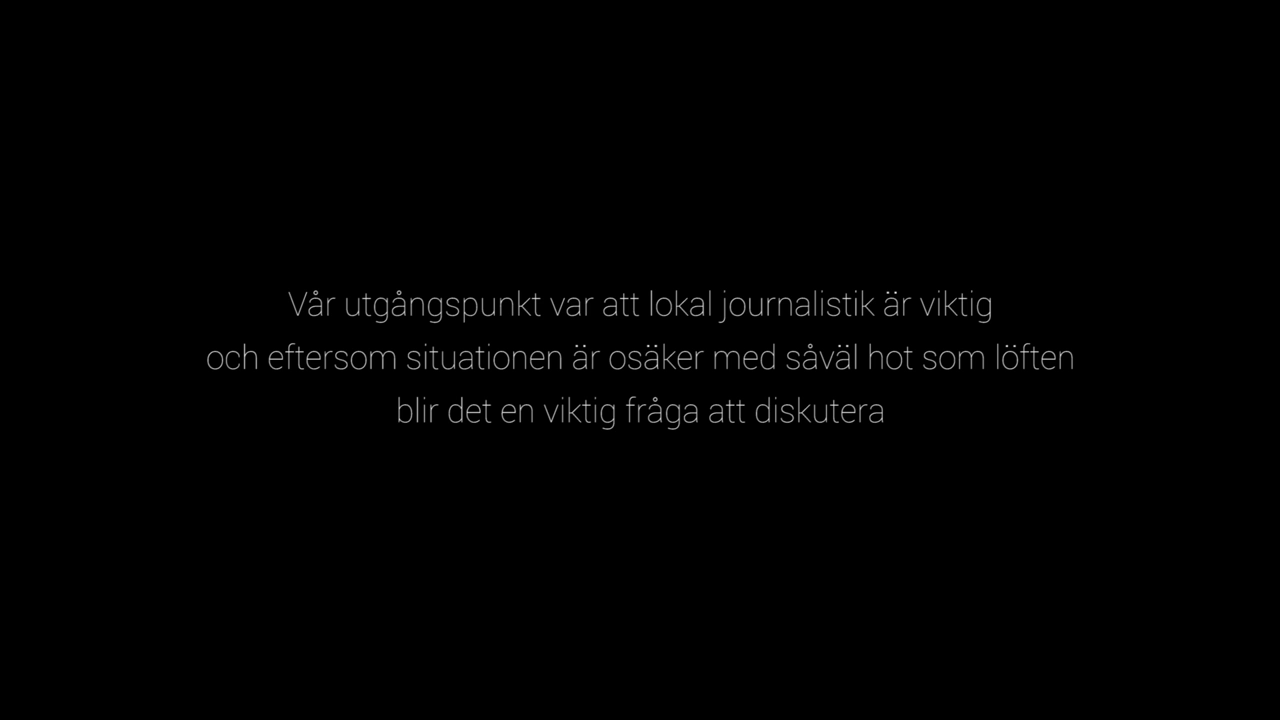 Vår utgångspunkt var att lokal journalistik är viktig
och eftersom situationen är osäker med såväl hot som löften
blir det en viktig fråga att diskutera